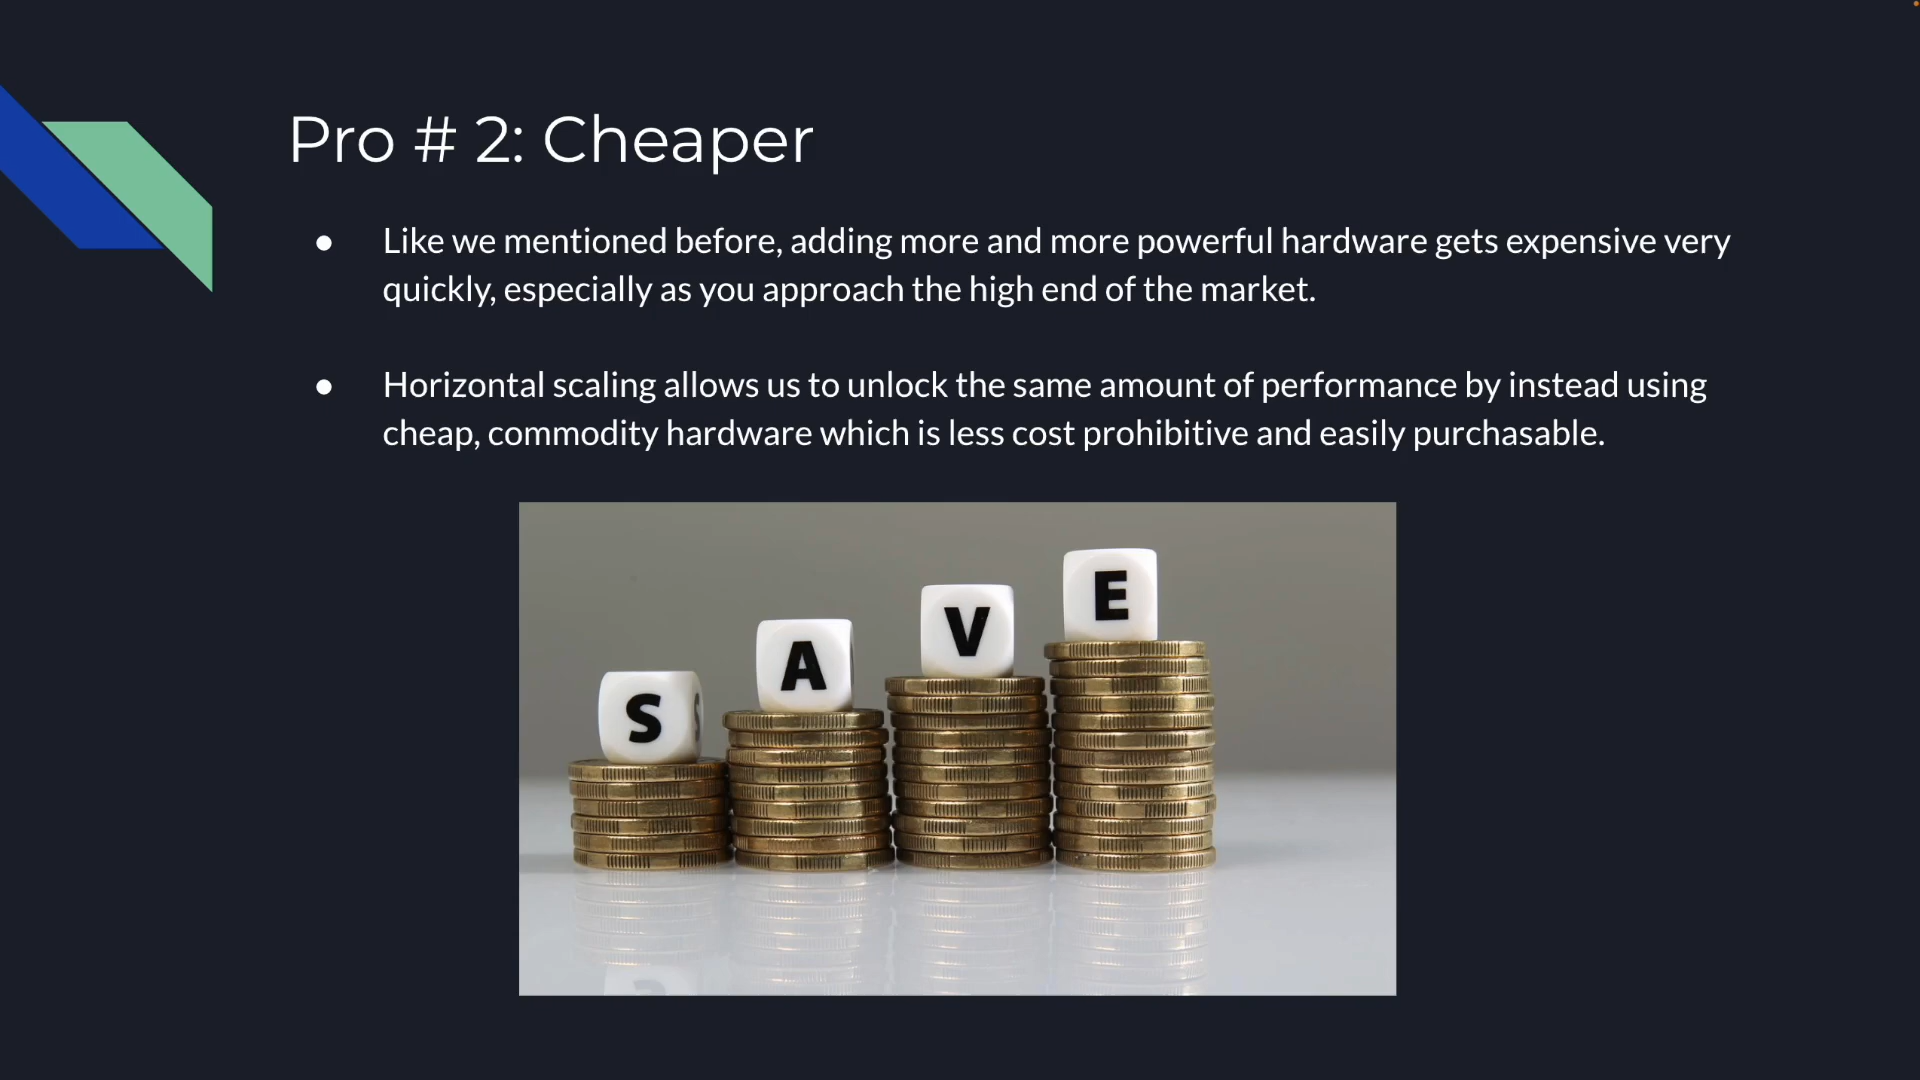 Pro # 2: Cheaper
● Like we mentioned before, adding more and more powerful hardware gets expensive very
quickly, especially as you approach the high end of the market.
● Horizontal scaling allows us to unlock the same amount of performance by instead using
cheap, commodity hardware which is less cost prohibitive and easily purchasable.
S A V E